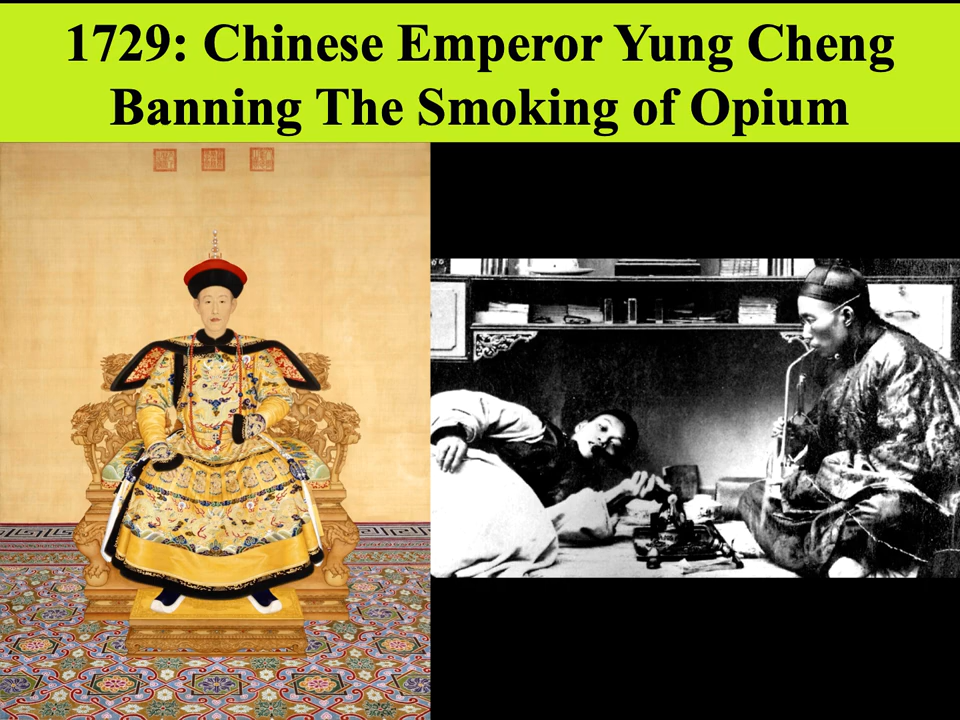 1729: Chinese Emperor Yung Cheng
Banning The Smoking of Opium